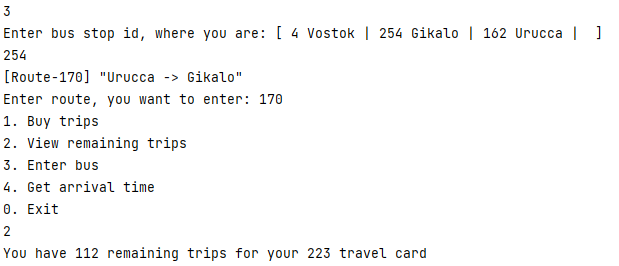 3
Enter bus stop id, where you are: [ 4 Vostok | 254 Gikalo | 162 Urucca |  ]
254
[Route-170] "Urucca -> Gikalo"
Enter route, you want to enter: 170
1. Buy trips
2. View remaining trips
3. Enter bus
4. Get arrival time
0. Exit
2
You have 112 remaining trips for your 223 travel card